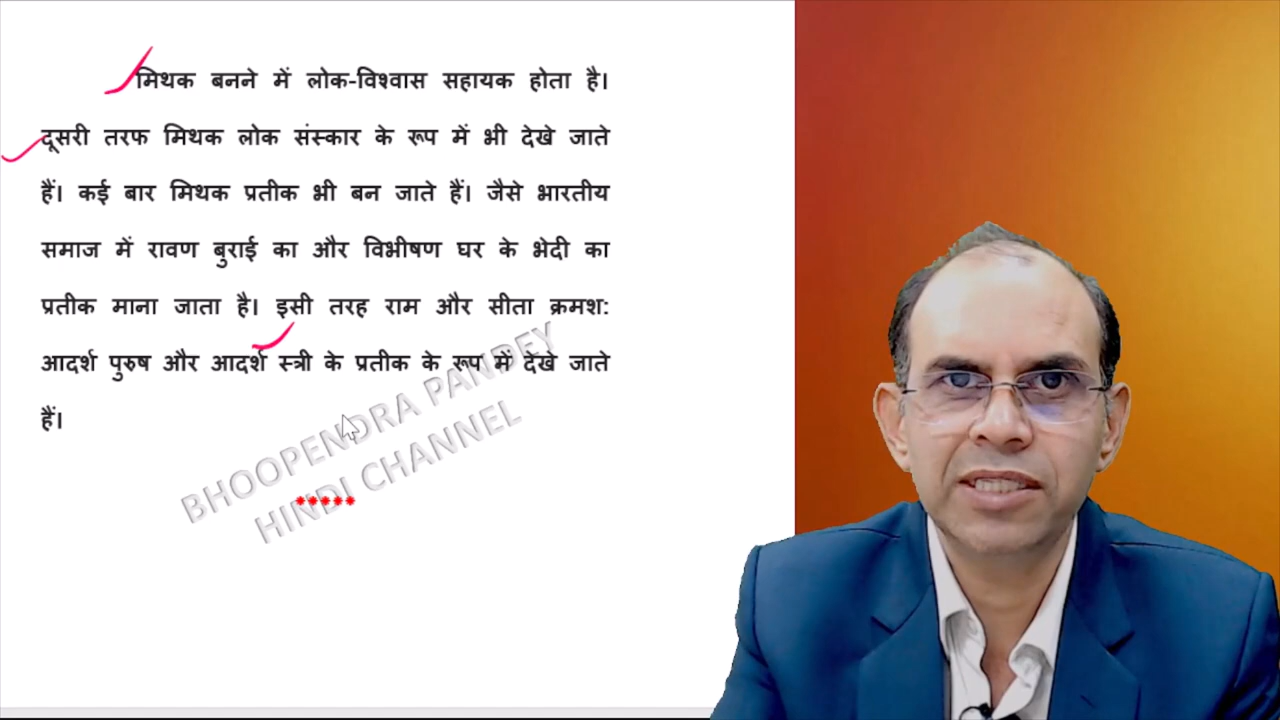 मिथक बनने में लोक-विश्वास सहायक होता है।
दूसरी तरफ मिथक लोक संस्कार के रूप में भी देखे जाते
हैं। कई बार मिथक प्रतीक भी बन जाते हैं। जैसे भारतीय
समाज में रावण बुराई का और विभीषण घर के भेदी का
प्रतीक माना जाता है। इसी तरह राम और सीता क्रमश:
आदर्श पुरुष और आदर्श स्त्री के प्रतीक के रूप में देखे जाते
हैं।
BHOOPENDRA PANDEY
HINDI CHANNEL